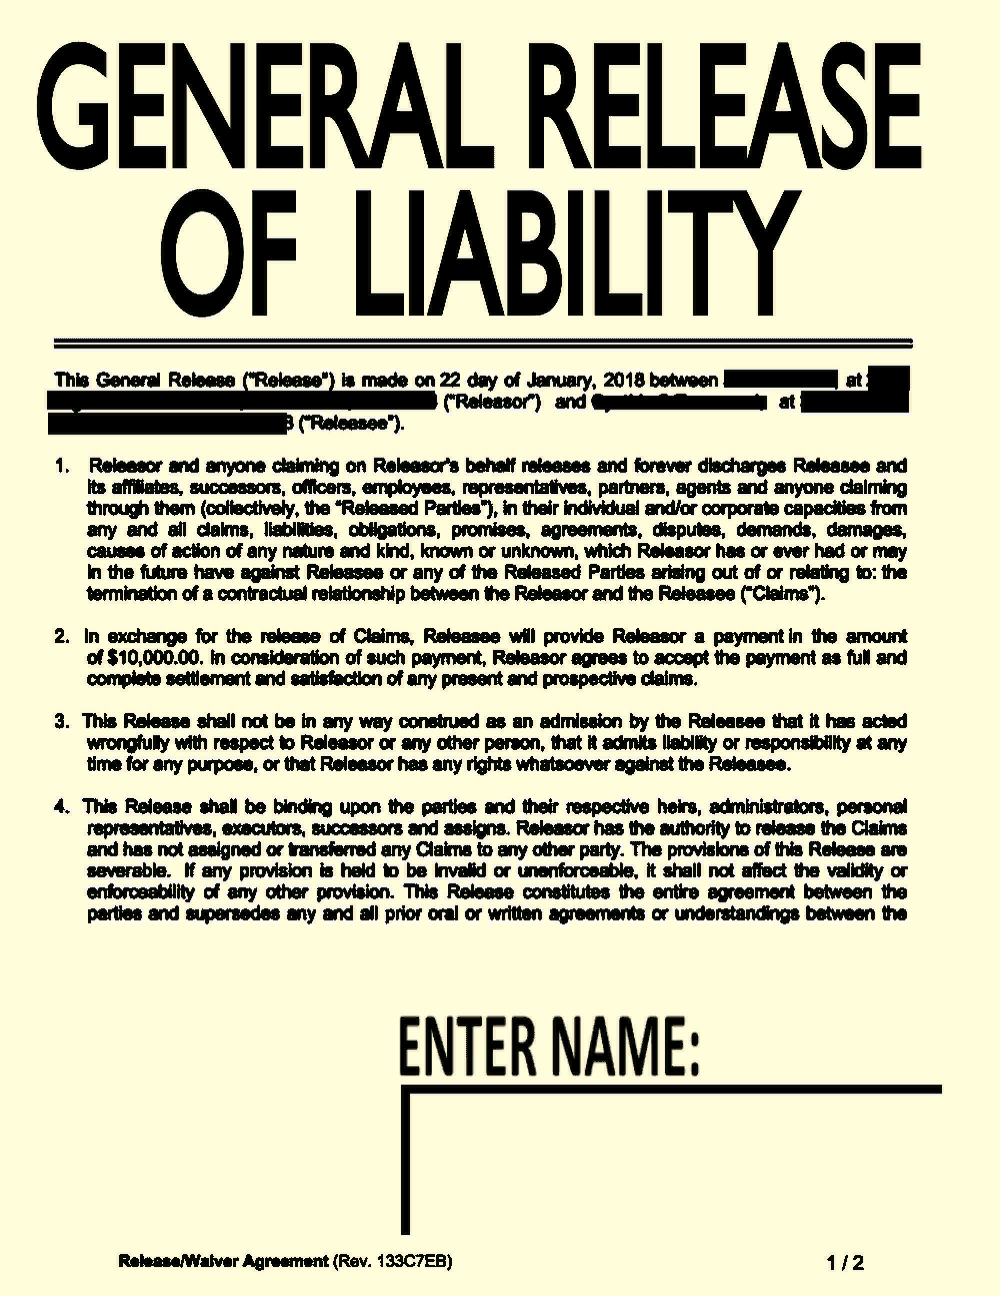 GENERAL RELEASE
OF LIABILITY
This General Release ("Release") is made on 22 day of January, 2018 between at
("Releasor") and at
("Releasee").
1. Releasor and anyone claiming on Releasor's behalf releases and forever discharges Releasee and
its affiliates, successors, officers, employees, representatives, partners, agents and anyone claiming
through them (collectively, the "Released Parties"), in their individual and/or corporate capacities from
any and all claims, liabilities, obligations, promises, agreements, disputes, demands, damages,
causes of action of any nature and kind, known or unknown, which Releasor has or ever had or may
in the future have against Releasee or any of the Released Parties arising out of or relating to: the
termination of a contractual relationship between the Releasor and the Releasee ("Claims").
2. In exchange for the release of Claims, Releasee will provide Releasor a payment in the amount
of $10,000.00. In consideration of such payment, Releasor agrees to accept the payment as full and
complete settlement and satisfaction of any present and prospective claims.
3. This Release shall not be in any way construed as an admission by the Releasee that it has acted
wrongfully with respect to Releasor or any other person, that it admits liability or responsibility at any
time for any purpose, or that Releasor has any rights whatsoever against the Releasee.
4. This Release shall be binding upon the parties and their respective heirs, administrators, personal
representatives, executors, successors and assigns. Releasor has the authority to release the Claims
and has not assigned or transferred any Claims to any other party. The provisions of this Release are
severable. If any provision is held to be invalid or unenforceable, it shall not affect the validity or
enforceability of any other provision. This Release constitutes the entire agreement between the
parties and supersedes any and all prior oral or written agreements or understandings between the
ENTER NAME:
Release/Waiver Agreement (Rev. 133C7EB)
1 / 2